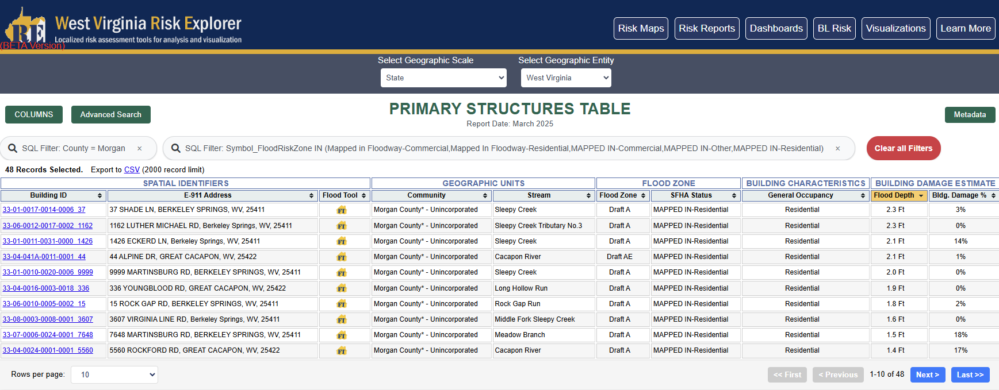 West Virginia Risk Explorer
Localized risk assessment tools for analysis and visualization
(BETA Version)
Risk Maps Risk Reports Dashboards BL Risk Visualizations Learn More
Select Geographic Scale Select Geographic Entity
State West Virginia
COLUMNS Advanced Search PRIMARY STRUCTURES TABLE Metadata
Report Date: March 2025
SQL Filter: County = Morgan × SQL Filter: Symbol_FloodRiskZone IN (Mapped in Floodway-Commercial,Mapped In Floodway-Residential,MAPPED IN-Commercial,MAPPED IN-Other,MAPPED IN-Residential) × Clear all Filters
48 Records Selected. Export to CSV (2000 record limit)
SPATIAL IDENTIFIERS GEOGRAPHIC UNITS FLOOD ZONE BUILDING CHARACTERISTICS BUILDING DAMAGE ESTIMATE
Building ID E-911 Address Flood Tool Community Stream Flood Zone SFHA Status General Occupancy Flood Depth Bldg. Damage %
33-01-0017-0014-0006_37 37 SHADE LN, BERKELEY SPRINGS, WV, 25411 FT Morgan County* - Unincorporated Sleepy Creek Draft A MAPPED IN-Residential Residential 2.3 Ft 3%
33-06-0012-0017-0002_1162 1162 LUTHER MICHAEL RD, Berkeley Springs, WV, 25411 FT Morgan County* - Unincorporated Sleepy Creek Tributary No.3 Draft A MAPPED IN-Residential Residential 2.3 Ft 0%
33-01-0011-0031-0000_1426 1426 ECKERD LN, Berkeley Springs, WV, 25411 FT Morgan County* - Unincorporated Sleepy Creek Draft A MAPPED IN-Residential Residential 2.1 Ft 14%
33-04-041A-0011-0001_44 44 ALPINE DR, GREAT CACAPON, WV, 25422 FT Morgan County* - Unincorporated Cacapon River Draft AE MAPPED IN-Residential Residential 2.1 Ft 1%
33-01-0010-0020-0006_9999 9999 MARTINSBURG RD, BERKELEY SPRINGS, WV, 25411 FT Morgan County* - Unincorporated Sleepy Creek Draft A MAPPED IN-Residential Residential 2.0 Ft 0%
33-04-0016-0003-0018_336 336 YOUNGBLOOD RD, GREAT CACAPON, WV, 25422 FT Morgan County* - Unincorporated Long Hollow Run Draft A MAPPED IN-Residential Residential 1.9 Ft 0%
33-06-0010-0005-0002_15 15 ROCK GAP RD, BERKELEY SPRINGS, WV, 25411 FT Morgan County* - Unincorporated Rock Gap Run Draft A MAPPED IN-Residential Residential 1.8 Ft 2%
33-08-0003-0008-0001_3607 3607 VIRGINIA LINE RD, Berkeley Springs, WV, 25411 FT Morgan County* - Unincorporated Middle Fork Sleepy Creek Draft A MAPPED IN-Residential Residential 1.6 Ft 0%
33-07-0006-0024-0001_7648 7648 MARTINSBURG RD, BERKELEY SPRINGS, WV, 25411 FT Morgan County* - Unincorporated Meadow Branch Draft A MAPPED IN-Residential Residential 1.5 Ft 18%
33-04-0024-0001-0001_5560 5560 ROCKFORD RD, GREAT CACAPON, WV, 25422 FT Morgan County* - Unincorporated Cacapon River Draft A MAPPED IN-Residential Residential 1.4 Ft 17%
Rows per page: 10 << First < Previous 1-10 of 48 Next > Last >>